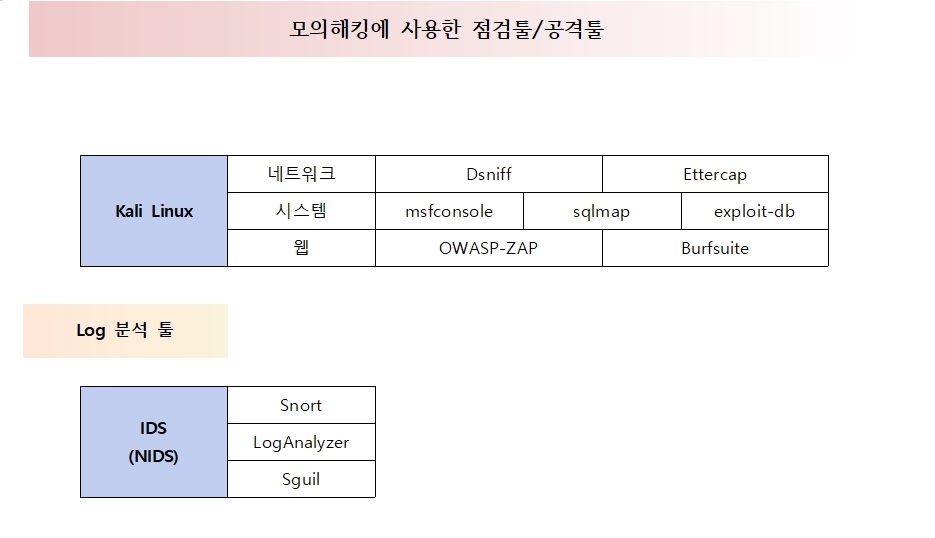 모의해킹에 사용한 점검툴/공격툴
Kali Linux
네트워크 Dsniff Ettercap
시스템 msfconsole sqlmap exploit-db
웹 OWASP-ZAP Burfsuite
Log 분석 툴
IDS
(NIDS)
Snort
LogAnalyzer
Sguil